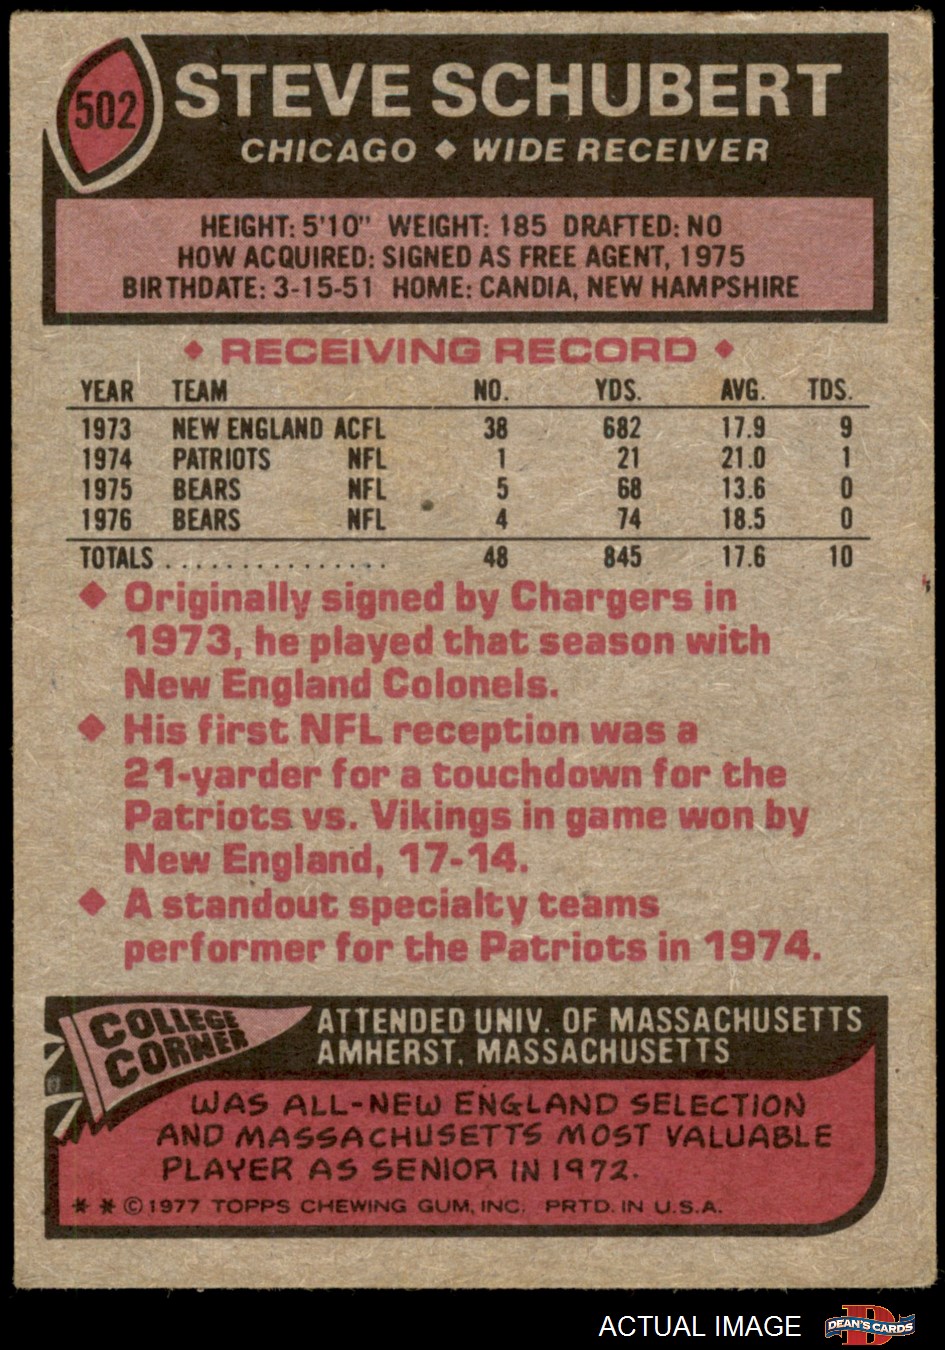 502
STEVE SCHUBERT
CHICAGO ◆ WIDE RECEIVER
HEIGHT: 5'10" WEIGHT: 185 DRAFTED: NO
HOW ACQUIRED: SIGNED AS FREE AGENT, 1975
BIRTHDATE: 3-15-51 HOME: CANDIA, NEW HAMPSHIRE
◆ RECEIVING RECORD ◆
YEAR TEAM NO. YDS. AVG. TDS.
1973 NEW ENGLAND ACFL 38 682 17.9 9
1974 PATRIOTS NFL 1 21 21.0 1
1975 BEARS NFL 5 68 13.6 0
1976 BEARS NFL 4 74 18.5 0
TOTALS . . . . . . . . . . . . . . . 48 845 17.6 10
◆ Originally signed by Chargers in
1973, he played that season with
New England Colonels.
◆ His first NFL reception was a
21-yarder for a touchdown for the
Patriots vs. Vikings in game won by
New England, 17-14.
◆ A standout specialty teams
performer for the Patriots in 1974.
COLLEGE
CORNER
ATTENDED UNIV. OF MASSACHUSETTS
AMHERST, MASSACHUSETTS
WAS ALL-NEW ENGLAND SELECTION
AND MASSACHUSETTS MOST VALUABLE
PLAYER AS SENIOR IN 1972.
* * © 1977 TOPPS CHEWING GUM, INC. PRTD. IN U.S.A.
ACTUAL IMAGE
DEAN'S CARDS